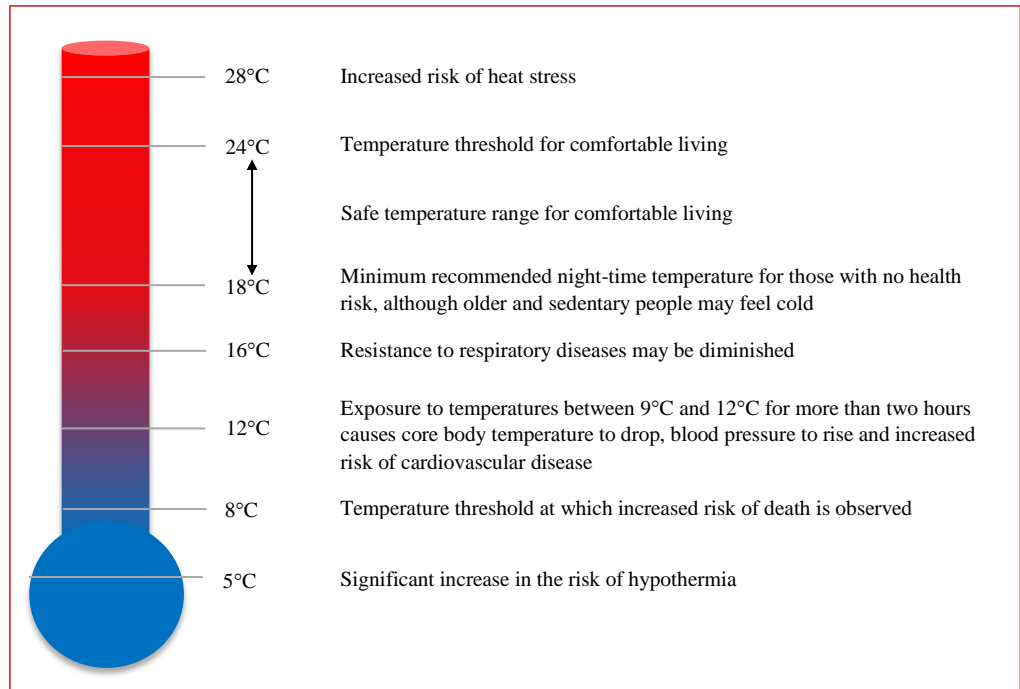 28°C Increased risk of heat stress
24°C Temperature threshold for comfortable living
Safe temperature range for comfortable living
18°C Minimum recommended night-time temperature for those with no health
risk, although older and sedentary people may feel cold
16°C Resistance to respiratory diseases may be diminished
12°C Exposure to temperatures between 9°C and 12°C for more than two hours
causes core body temperature to drop, blood pressure to rise and increased
risk of cardiovascular disease
8°C Temperature threshold at which increased risk of death is observed
5°C Significant increase in the risk of hypothermia